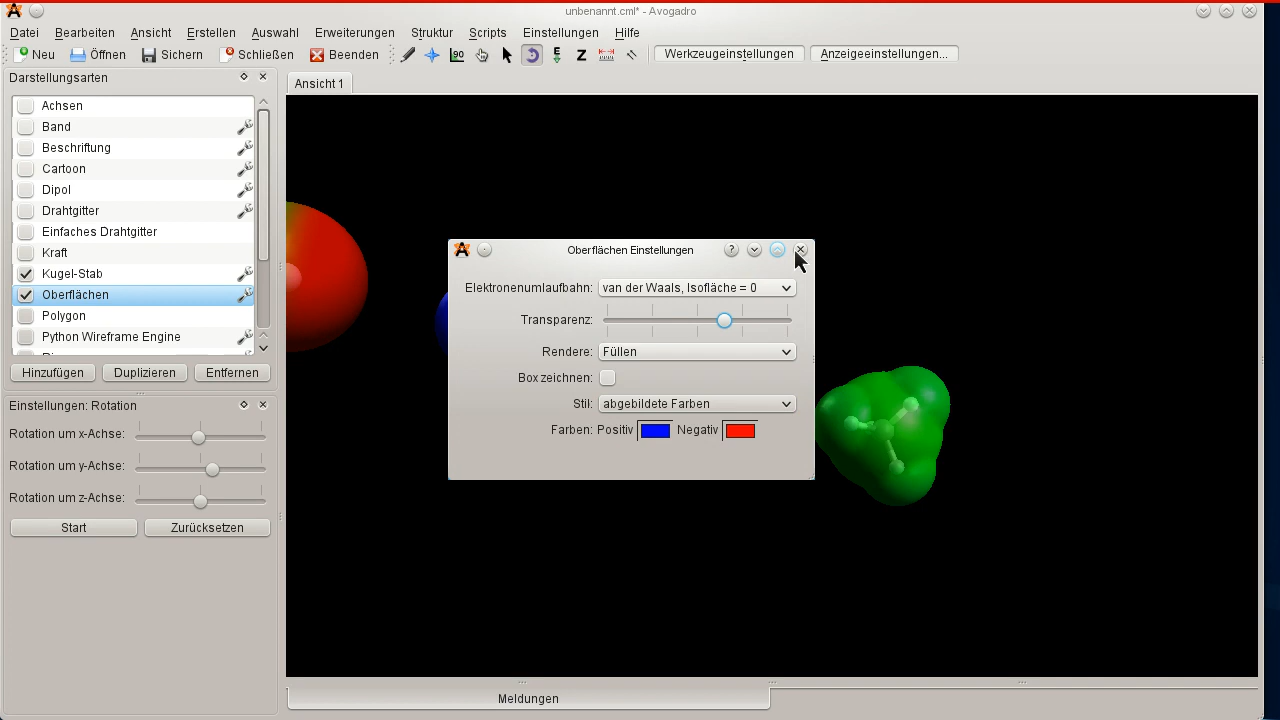 unbenannt.cml* - Avogadro
Datei Bearbeiten Ansicht Erstellen Auswahl Erweiterungen Struktur Scripts Einstellungen Hilfe
Neu Öffnen Sichern Schließen Beenden 90 E Z Werkzeugeinstellungen Anzeigeeinstellungen...
Darstellungsarten
Ansicht 1
Achsen
Band
Beschriftung
Cartoon
Dipol
Drahtgitter
Einfaches Drahtgitter
Kraft
Kugel-Stab
Oberflächen
Polygon
Python Wireframe Engine
Hinzufügen Duplizieren Entfernen
Einstellungen: Rotation
Rotation um x-Achse:
Rotation um y-Achse:
Rotation um z-Achse:
Start Zurücksetzen
Oberflächen Einstellungen ?
Elektronenumlaufbahn: van der Waals, Isofläche = 0
Transparenz:
Rendere: Füllen
Box zeichnen:
Stil: abgebildete Farben
Farben: Positiv Negativ
Meldungen